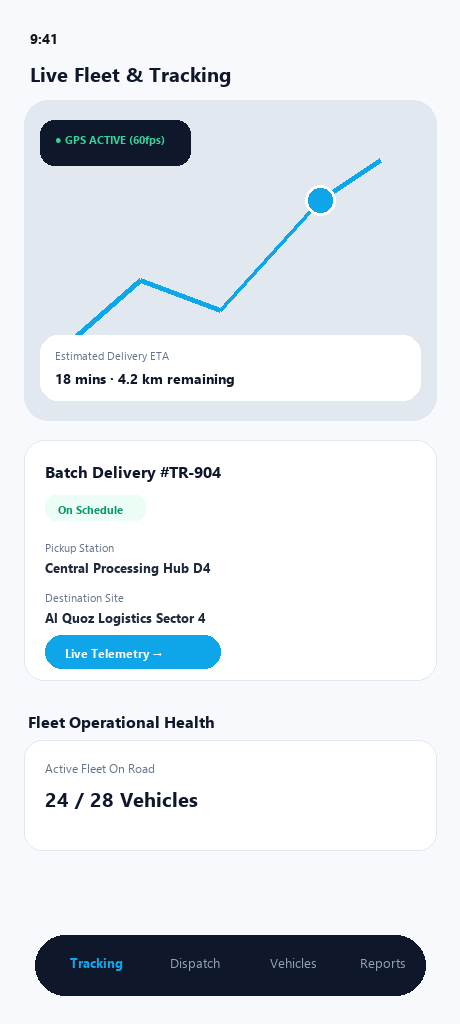 9:41
Live Fleet & Tracking
• GPS ACTIVE (60fps)
Estimated Delivery ETA
18 mins · 4.2 km remaining
Batch Delivery #TR-904
On Schedule
Pickup Station
Central Processing Hub D4
Destination Site
Al Quoz Logistics Sector 4
Live Telemetry →
Fleet Operational Health
Active Fleet On Road
24 / 28 Vehicles
Tracking Dispatch Vehicles Reports